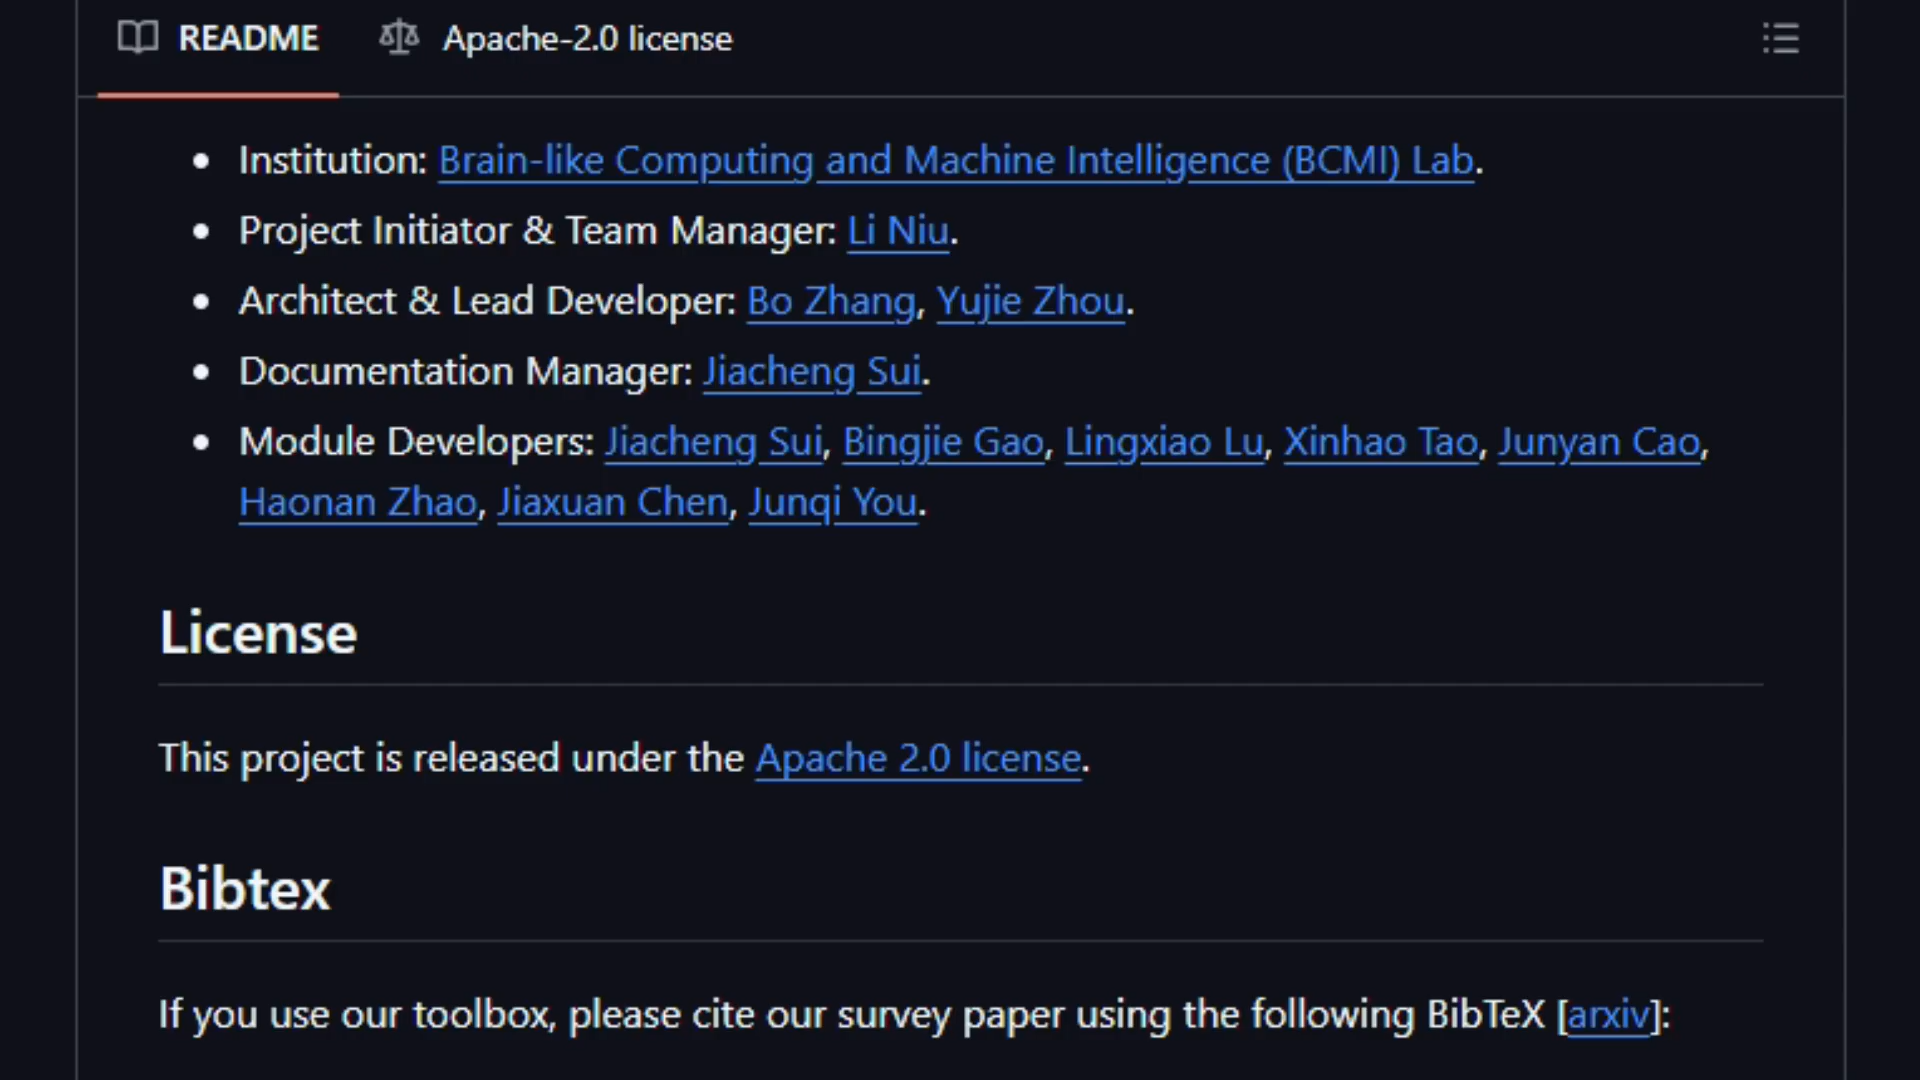 README Apache-2.0 license
Institution: Brain-like Computing and Machine Intelligence (BCMI) Lab.
Project Initiator & Team Manager: Li Niu.
Architect & Lead Developer: Bo Zhang, Yujie Zhou.
Documentation Manager: Jiacheng Sui.
Module Developers: Jiacheng Sui, Bingjie Gao, Lingxiao Lu, Xinhao Tao, Junyan Cao,
Haonan Zhao, Jiaxuan Chen, Junqi You.
License
This project is released under the Apache 2.0 license.
Bibtex
If you use our toolbox, please cite our survey paper using the following BibTeX [arxiv]: